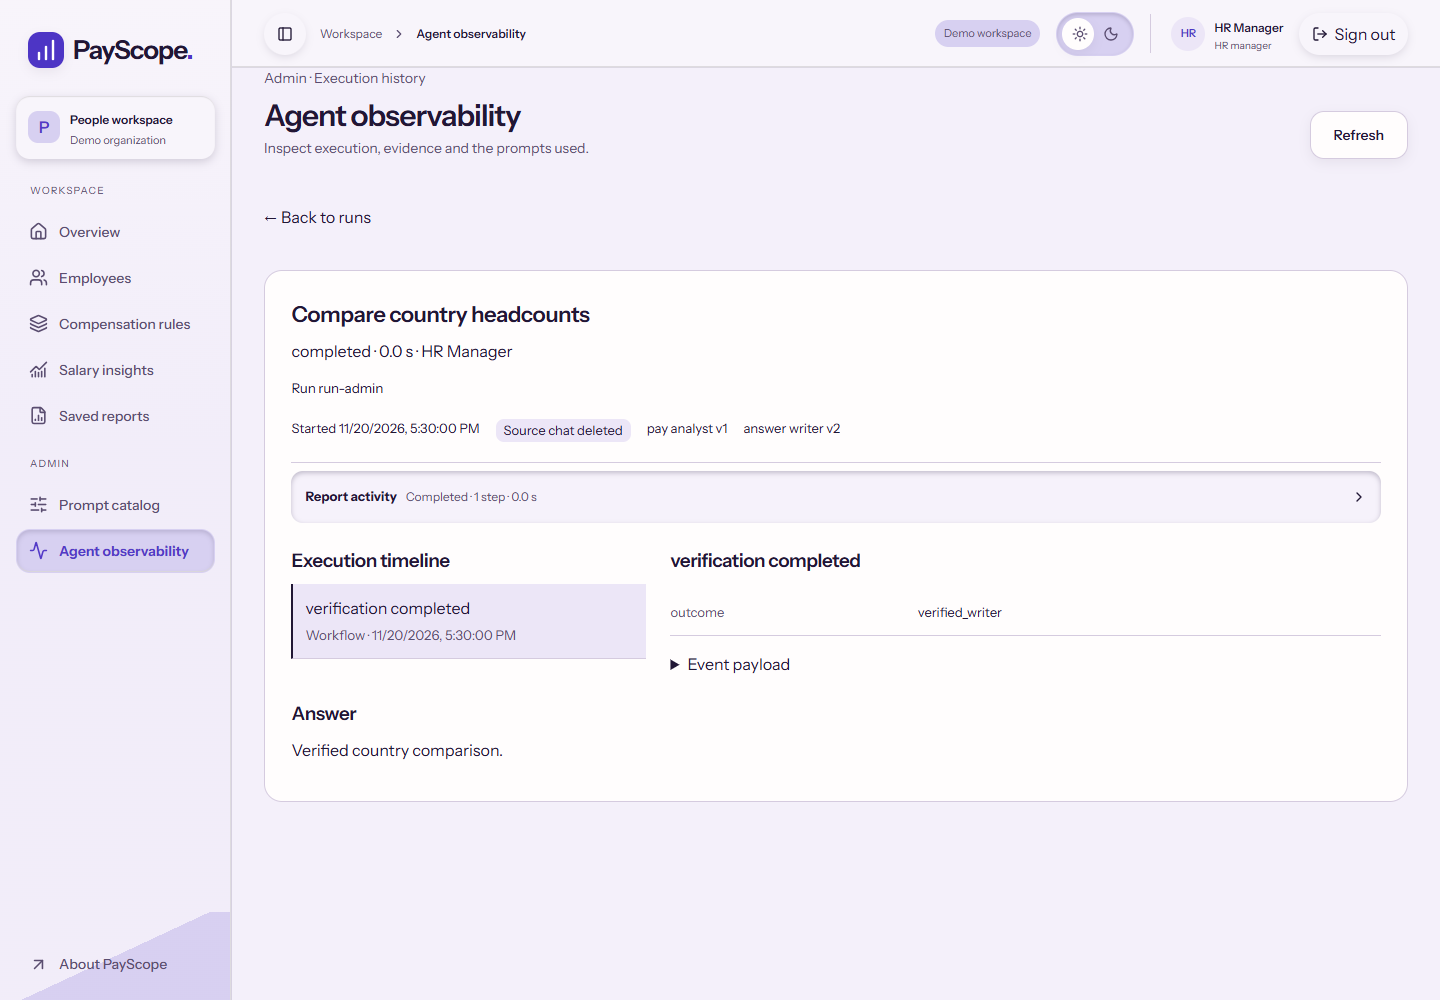 PayScope.
Workspace > Agent observability
Demo workspace
HR
HR Manager
HR manager
Sign out
P
People workspace
Demo organization
WORKSPACE
Overview
Employees
Compensation rules
Salary insights
Saved reports
ADMIN
Prompt catalog
Agent observability
About PayScope
Admin · Execution history
Agent observability
Inspect execution, evidence and the prompts used.
Refresh
← Back to runs
Compare country headcounts
completed · 0.0 s · HR Manager
Run run-admin
Started 11/20/2026, 5:30:00 PM Source chat deleted pay analyst v1 answer writer v2
Report activity Completed · 1 step · 0.0 s
Execution timeline
verification completed
Workflow · 11/20/2026, 5:30:00 PM
verification completed
outcome verified_writer
▶ Event payload
Answer
Verified country comparison.